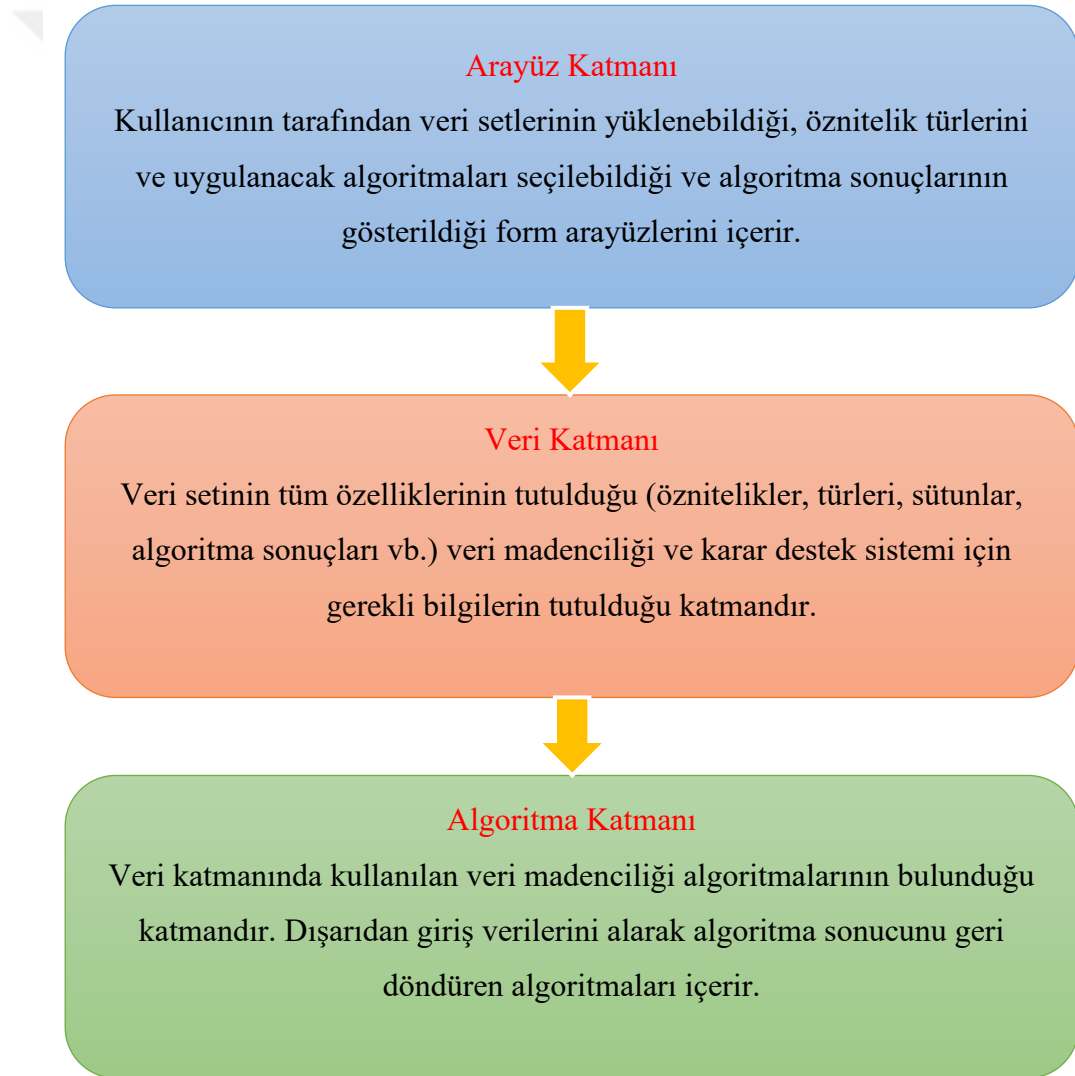 Arayüz Katmanı
Kullanıcının tarafından veri setlerinin yüklenebildiği, öznitelik türlerini
ve uygulanacak algoritmaları seçilebildiği ve algoritma sonuçlarının
gösterildiği form arayüzlerini içerir.
Veri Katmanı
Veri setinin tüm özelliklerinin tutulduğu (öznitelikler, türleri, sütunlar,
algoritma sonuçları vb.) veri madenciliği ve karar destek sistemi için
gerekli bilgilerin tutulduğu katmandır.
Algoritma Katmanı
Veri katmanında kullanılan veri madenciliği algoritmalarının bulunduğu
katmandır. Dışarıdan giriş verilerini alarak algoritma sonucunu geri
döndüren algoritmaları içerir.